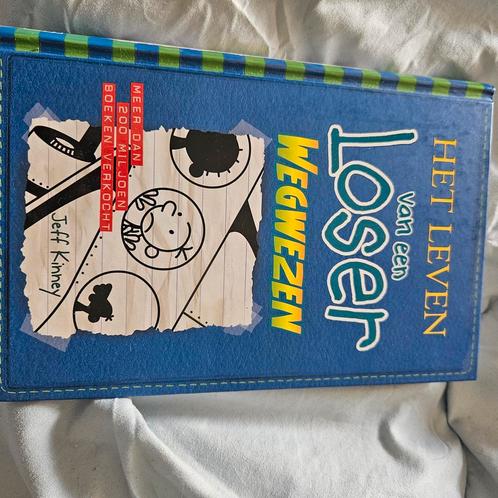 HET LEVEN
van een
LOSER
WEGWEZEN
MEER DAN
200 MILJOEN
BOEKEN VERKOCHT
Jeff Kinney